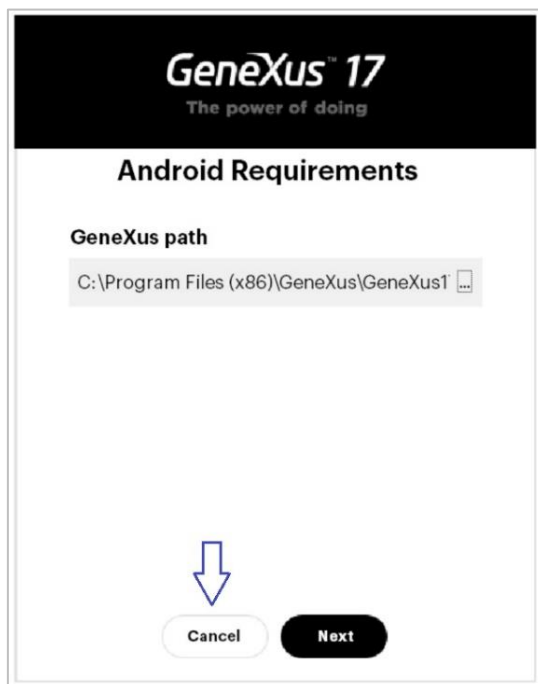 GeneXus™ 17
The power of doing
Android Requirements
GeneXus path
C:\Program Files (x86)\GeneXus\GeneXus1 ...
Cancel Next